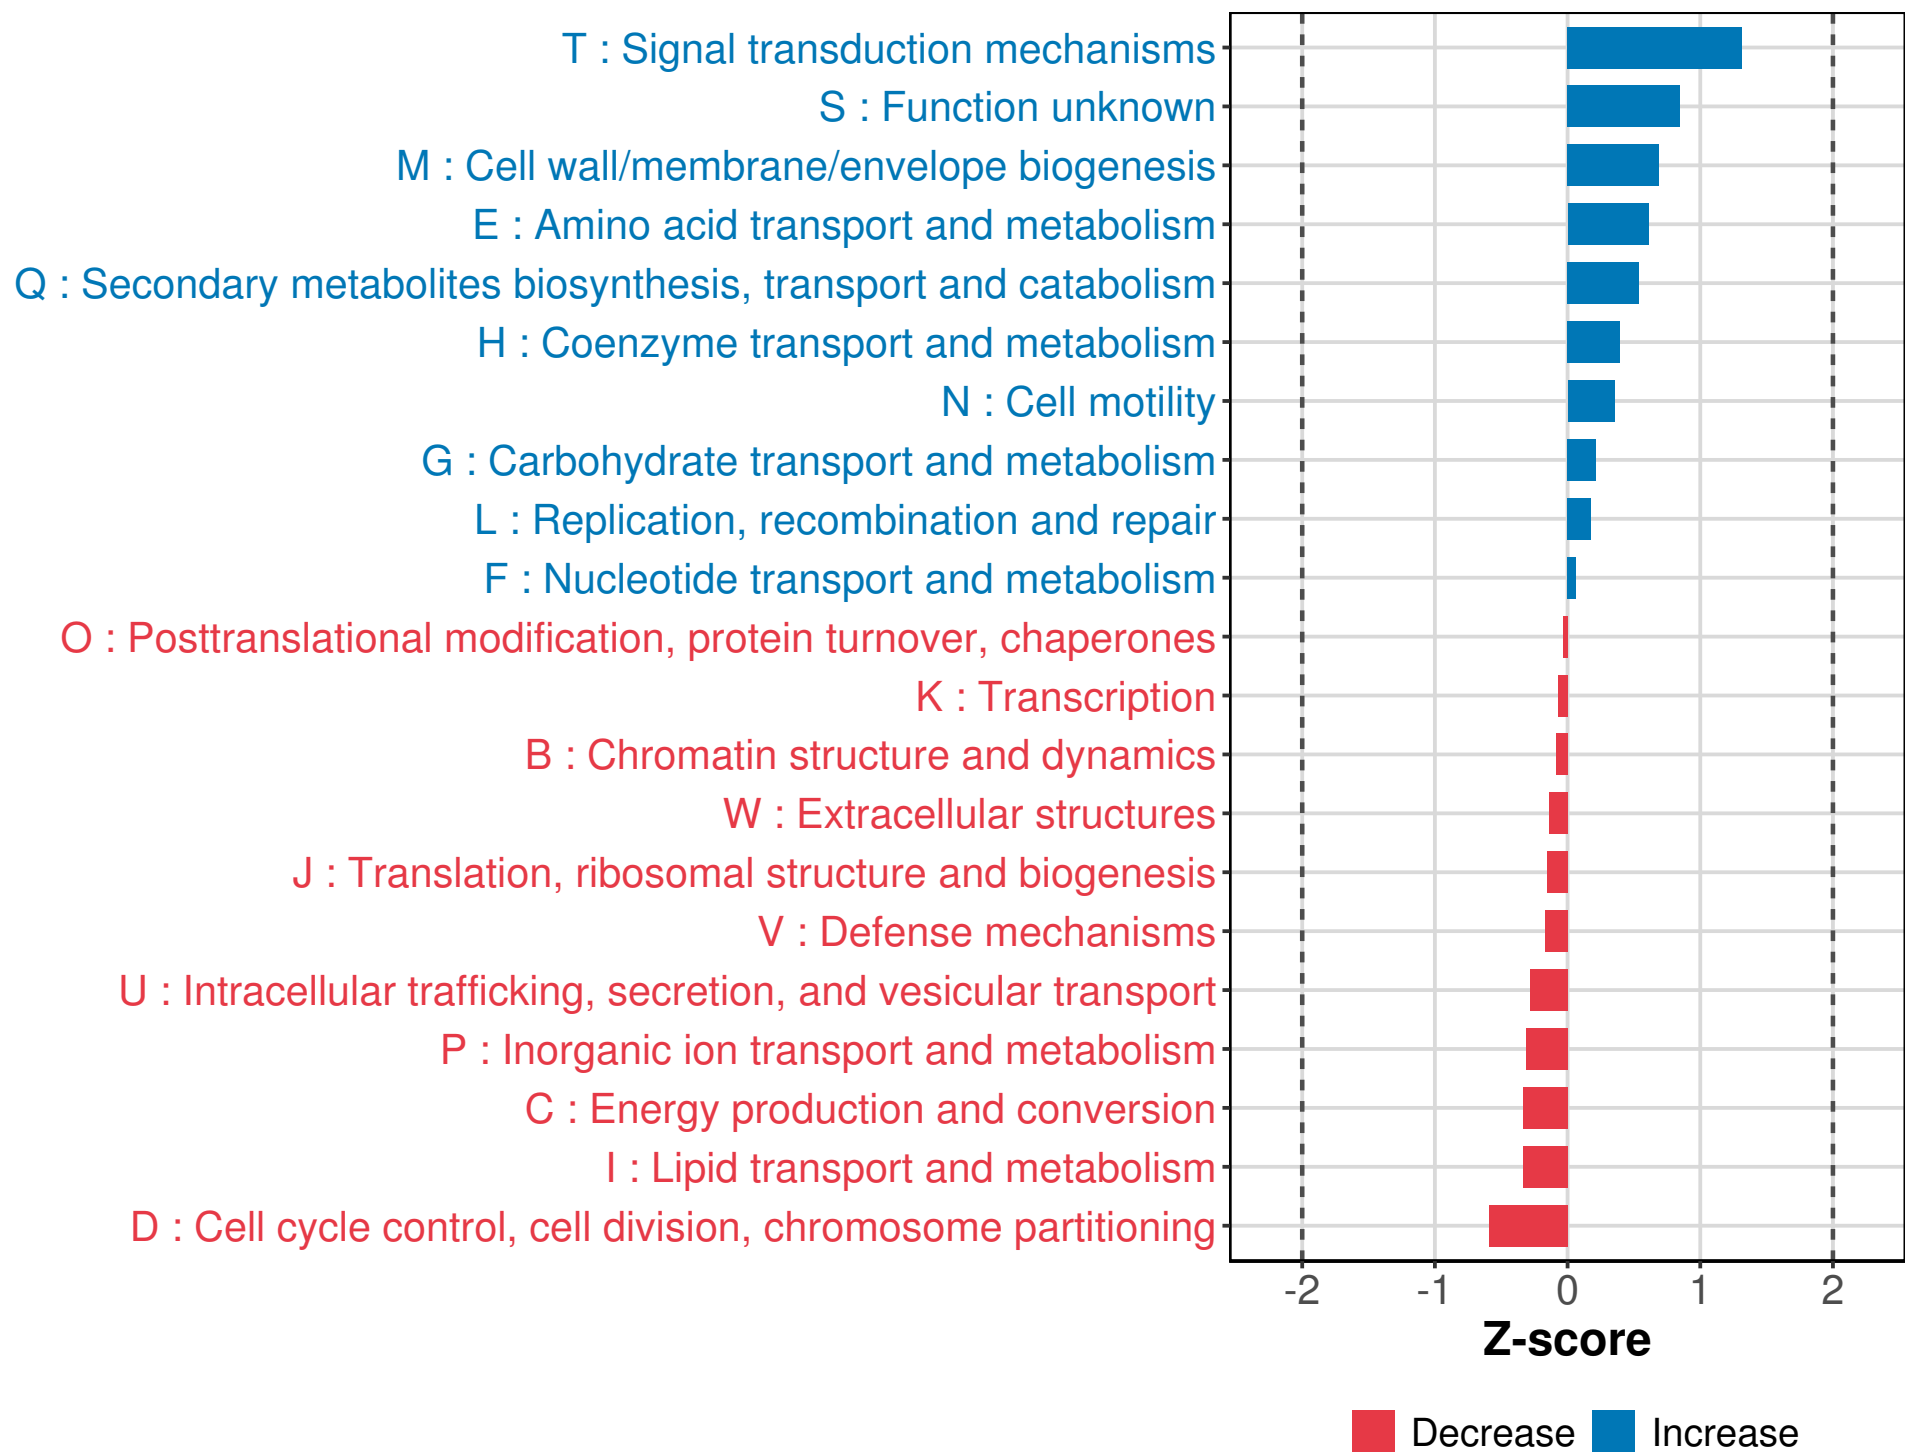 T : Signal transduction mechanisms
S : Function unknown
M : Cell wall/membrane/envelope biogenesis
E : Amino acid transport and metabolism
Q : Secondary metabolites biosynthesis, transport and catabolism
H : Coenzyme transport and metabolism
N : Cell motility
G : Carbohydrate transport and metabolism
L : Replication, recombination and repair
F : Nucleotide transport and metabolism
O : Posttranslational modification, protein turnover, chaperones
K : Transcription
B : Chromatin structure and dynamics
W : Extracellular structures
J : Translation, ribosomal structure and biogenesis
V : Defense mechanisms
U : Intracellular trafficking, secretion, and vesicular transport
P : Inorganic ion transport and metabolism
C : Energy production and conversion
I : Lipid transport and metabolism
D : Cell cycle control, cell division, chromosome partitioning
-2 -1 0 1 2
Z-score
Decrease Increase